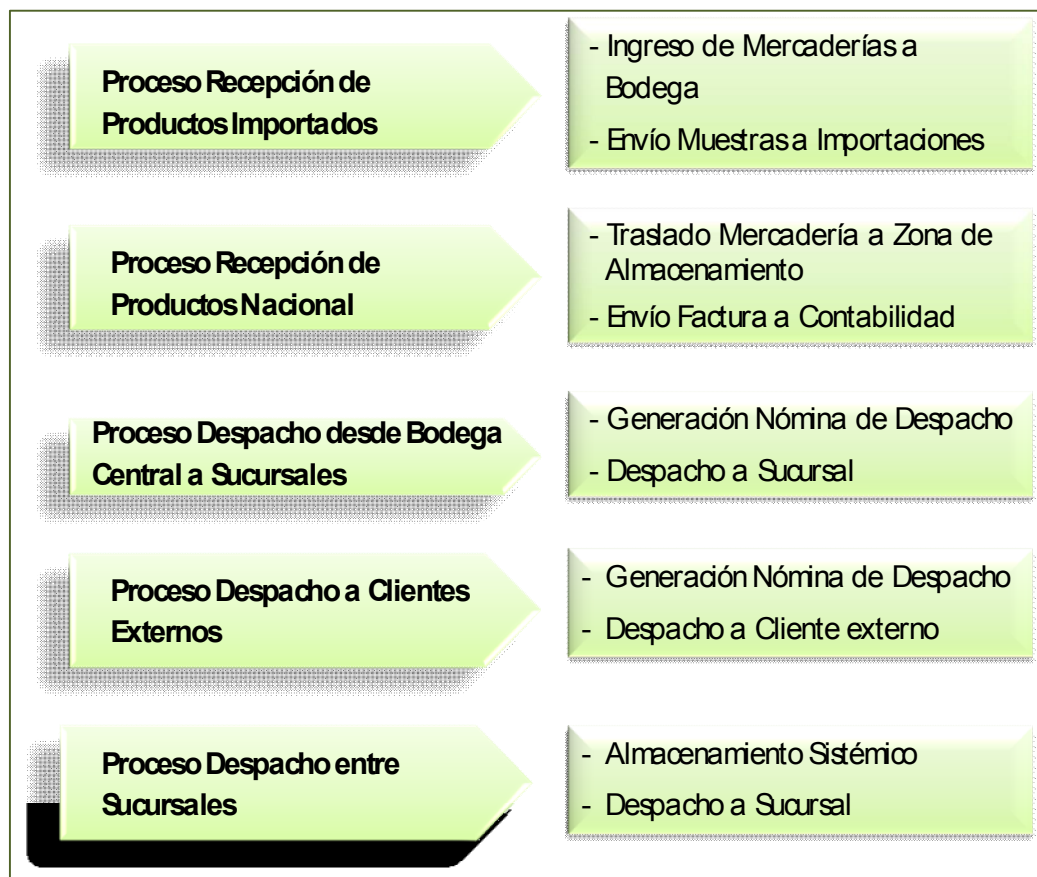 Proceso Recepción de
Productos Importados
- Ingreso de Mercaderías a
Bodega
- Envío Muestras a Importaciones
Proceso Recepción de
Productos Nacional
- Traslado Mercadería a Zona de
Almacenamiento
- Envío Factura a Contabilidad
Proceso Despacho desde Bodega
Central a Sucursales
- Generación Nómina de Despacho
- Despacho a Sucursal
Proceso Despacho a Clientes
Externos
- Generación Nómina de Despacho
- Despacho a Cliente externo
Proceso Despacho entre
Sucursales
- Almacenamiento Sistémico
- Despacho a Sucursal